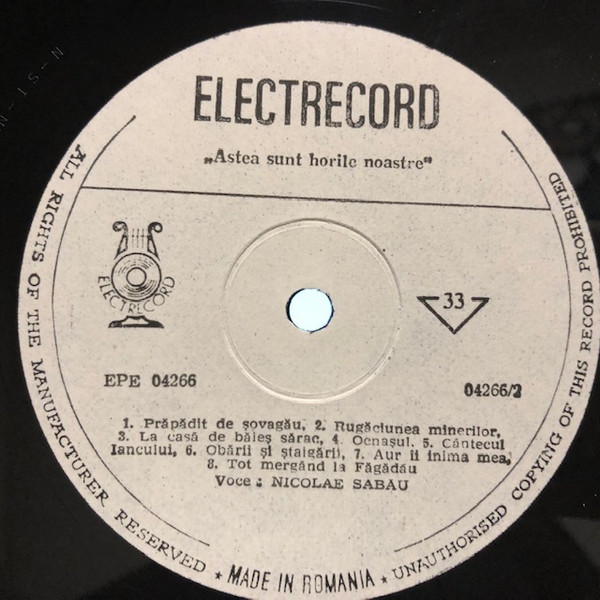 ELECTRECORD
„Astea sunt horile noastre"
ELECTRECORD
33
EPE 04266
04266/2
1. Prăpădit de șovagău, 2. Rugăciunea minerilor,
3. La casă de băieș sărac, 4. Ocnașul, 5. Cântecul
Iancului, 6. Obării și ștaigării, 7. Aur ii inima mea,
8. Tot mergând la Făgădău
Voce : NICOLAE SABĂU
ALL RIGHTS OF THE MANUFACTURER RESERVED ★ MADE IN ROMANIA ★ UNAUTHORISED COPYING OF THIS RECORD PROHIBITED